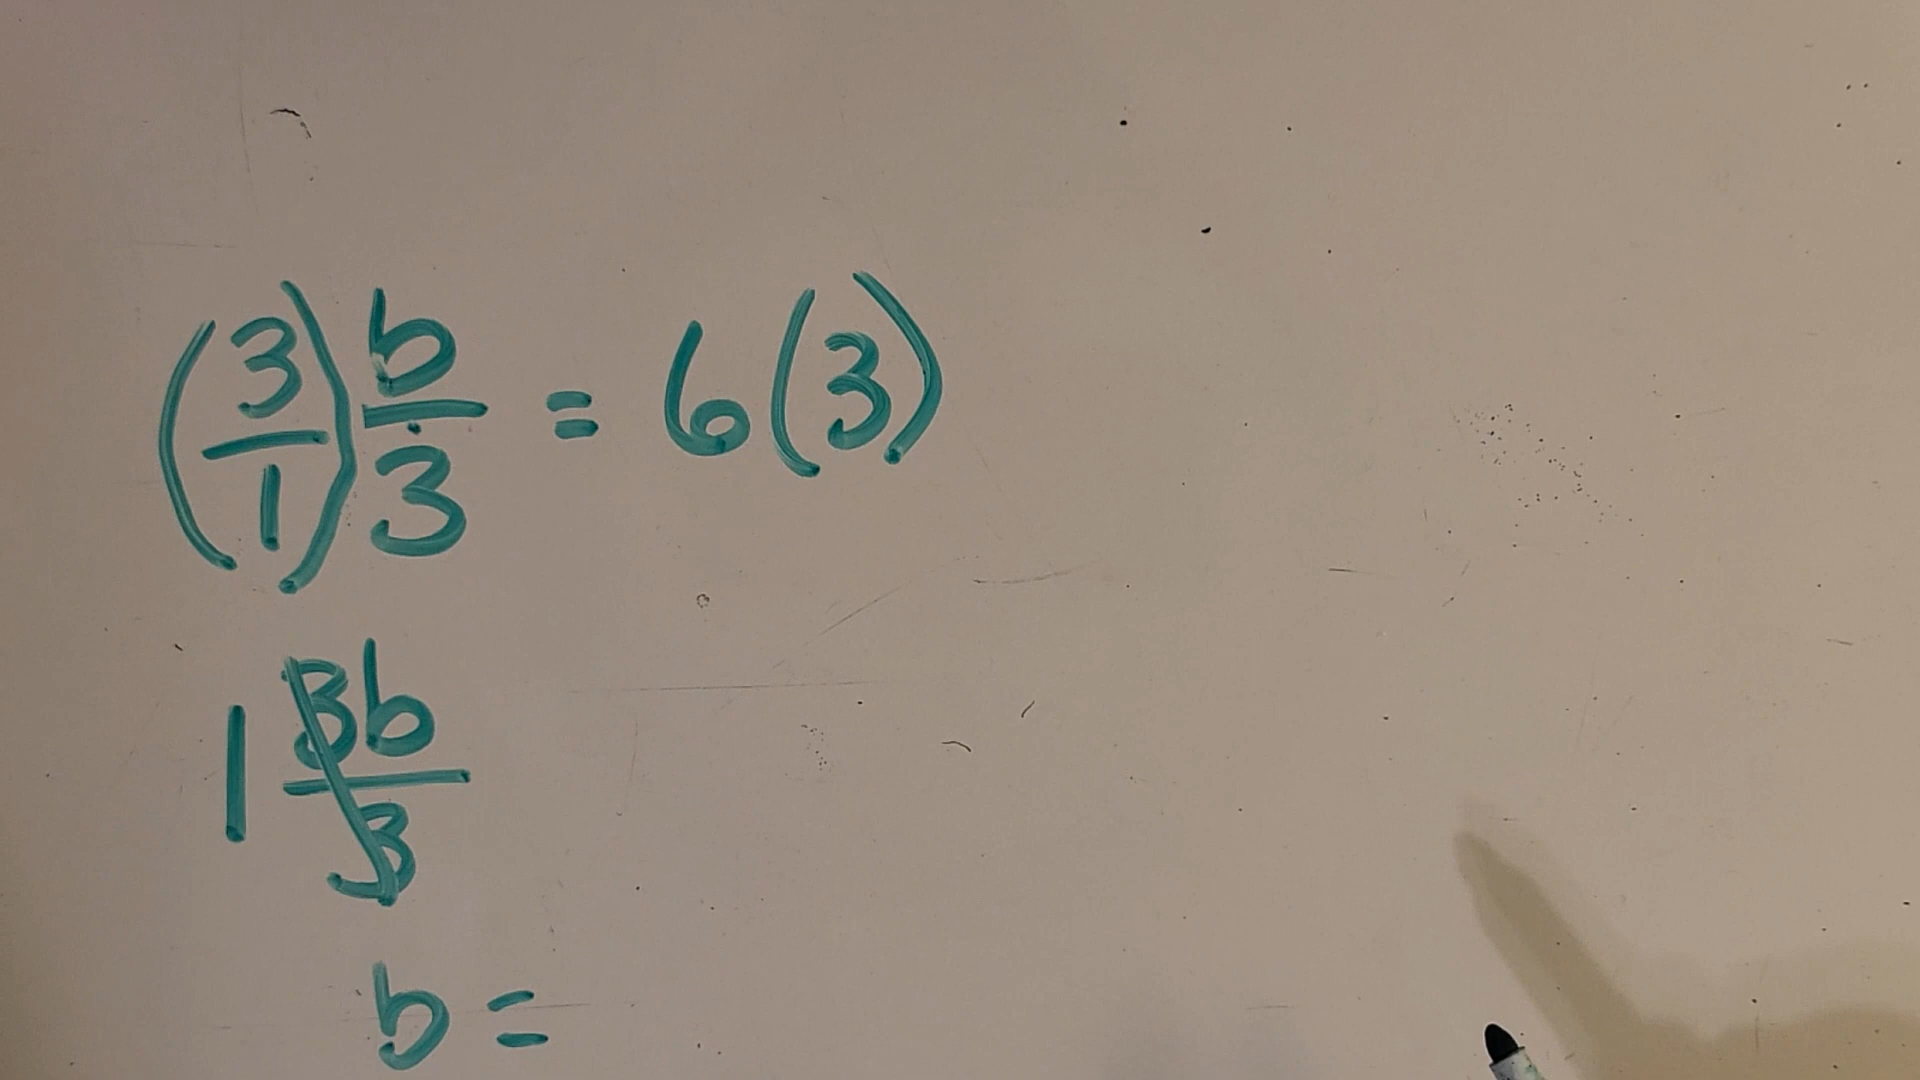 (3/1) b/3 = 6(3)
1 3b/3
b =